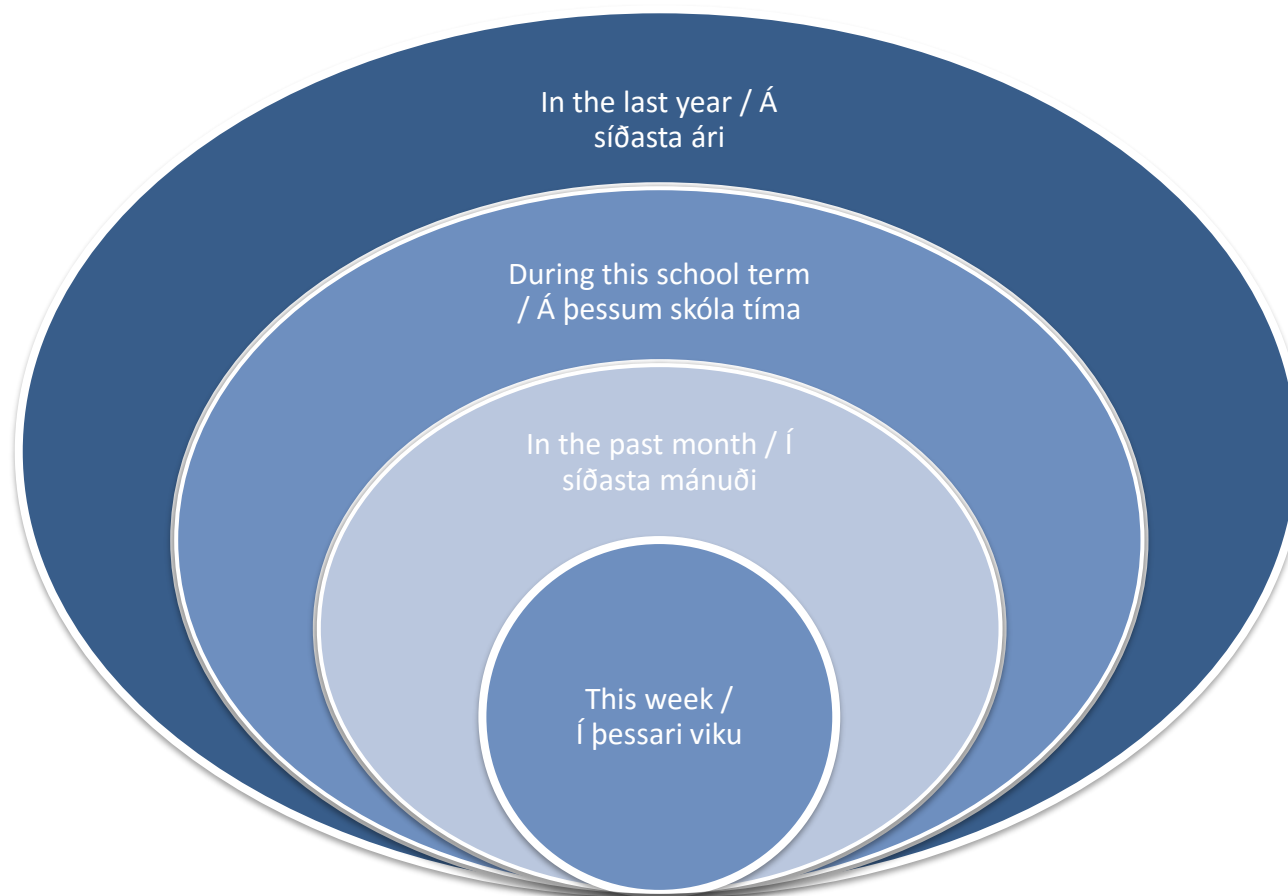 In the last year / Á
síðasta ári
During this school term
/ Á þessum skóla tíma
In the past month / Í
síðasta mánuði
This week /
Í þessari viku